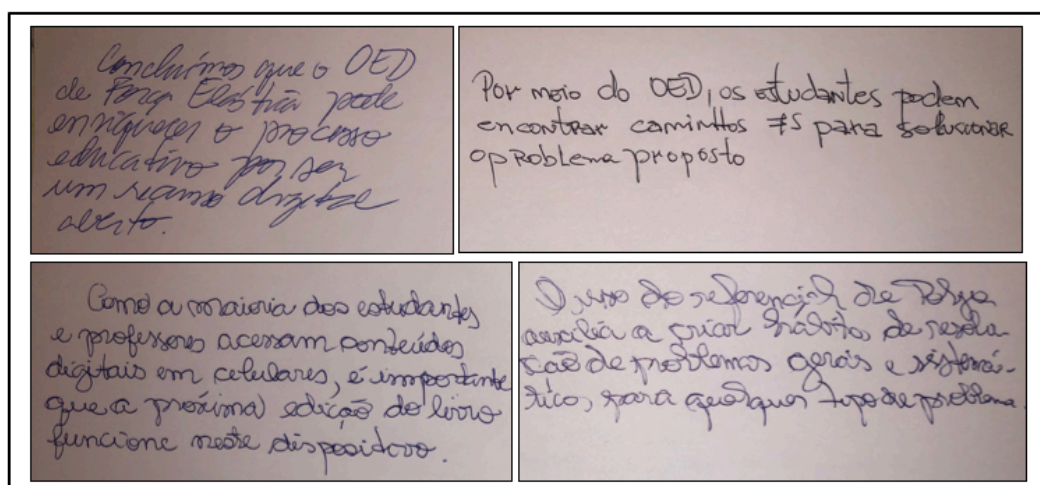 Concluímos que o OED
de Força Elástica pode
enriquecer o processo
educativo por ser
um recurso digital
aberto.
Por meio do OED, os estudantes podem
encontrar caminhos ≠s para solucionar
o problema proposto
Como a maioria dos estudantes
e professores acessam conteúdos
digitais em celulares, é importante
que a próxima edição do livro
funcione neste dispositivo.
O uso do referencial de Polya
auxilia a criar hábitos de resolu-
ção de problemas gerais e sistemá-
ticos, para qualquer tipo de problema.